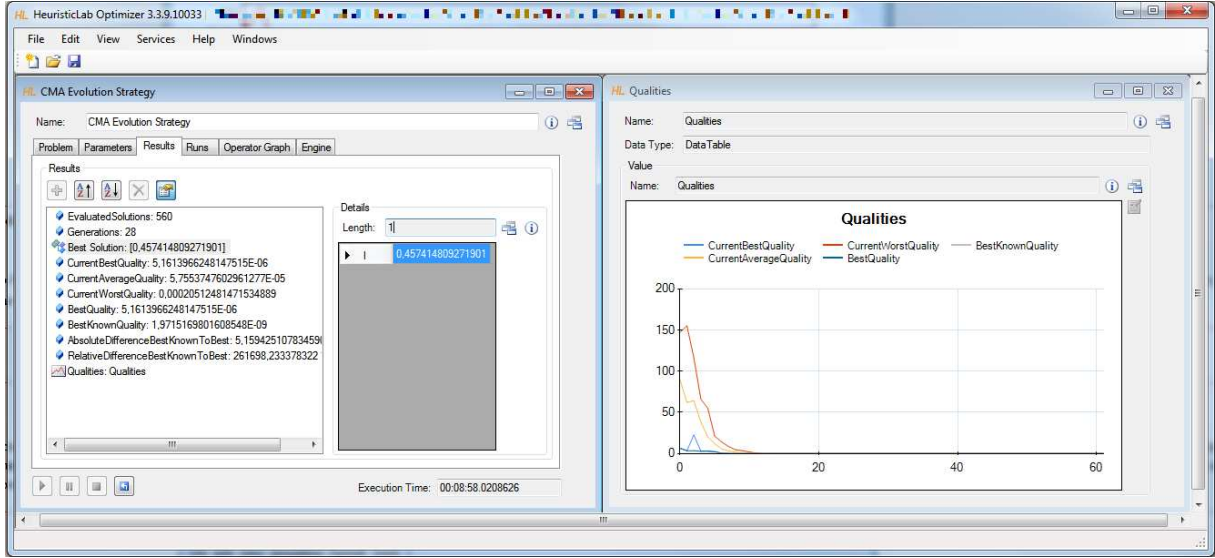 HeuristicLab Optimizer 3.3.9.10033
File Edit View Services Help Windows
CMA Evolution Strategy
Name: CMA Evolution Strategy
Problem Parameters Results Runs Operator Graph Engine
Results
EvaluatedSolutions: 560
Generations: 28
Best Solution: [0,457414809271901]
CurrentBestQuality: 5,1613966248147515E-06
CurrentAverageQuality: 5,7553747602961277E-05
CurrentWorstQuality: 0,00020512481471534889
BestQuality: 5,1613966248147515E-06
BestKnownQuality: 1,9715169801608548E-09
AbsoluteDifferenceBestKnownToBest: 5,1594251078345
RelativeDifferenceBestKnownToBest: 261698,233378322
Qualities: Qualities
Details
Length: 1
0,457414809271901
Execution Time: 00:08:58.0208626
Qualities
Name: Qualities
Data Type: DataTable
Value
Name: Qualities
Qualities
CurrentBestQuality CurrentWorstQuality BestKnownQuality
CurrentAverageQuality BestQuality
200
150
100
50
0
0 20 40 60